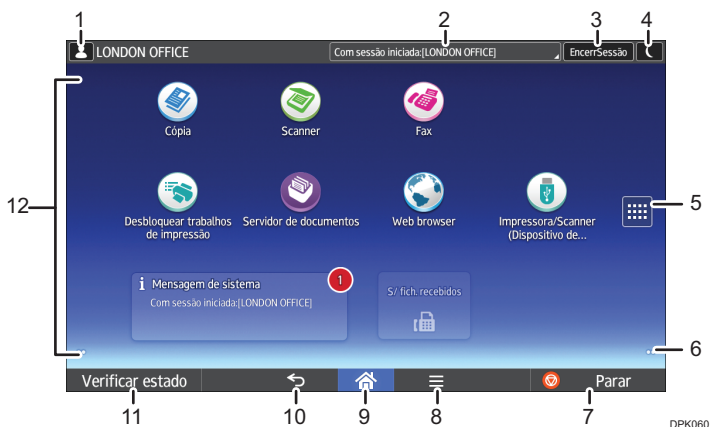 1
2
3
4
LONDON OFFICE
Com sessão iniciada:[LONDON OFFICE]
EncerrSessão
12
Cópia
Scanner
Fax
5
Desbloquear trabalhos
de impressão
Servidor de documentos
Web browser
Impressora/Scanner
(Dispositivo de...
i Mensagem de sistema
1
Com sessão iniciada:[LONDON OFFICE]
S/ fich. recebidos
6
Verificar estado
Parar
11
10
9
8
7
DPK060